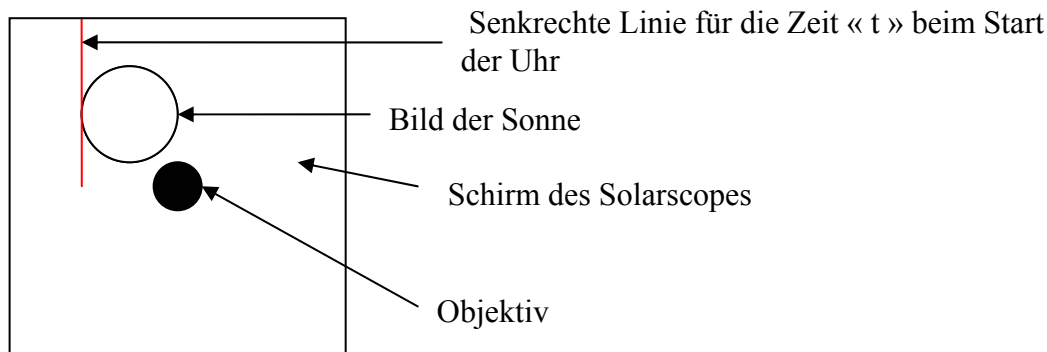 Senkrechte Linie für die Zeit « t » beim Start
der Uhr
Bild der Sonne
Schirm des Solarscopes
Objektiv